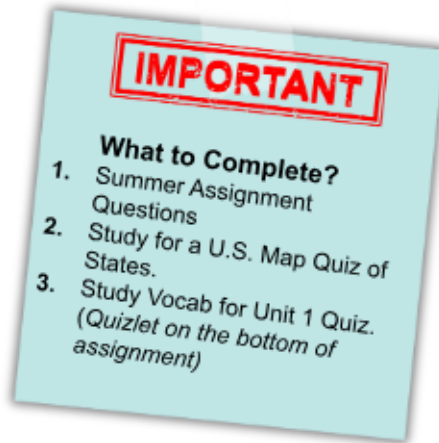 IMPORTANT
What to Complete?
1. Summer Assignment
Questions
2. Study for a U.S. Map Quiz of
States.
3. Study Vocab for Unit 1 Quiz.
(Quizlet on the bottom of
assignment)